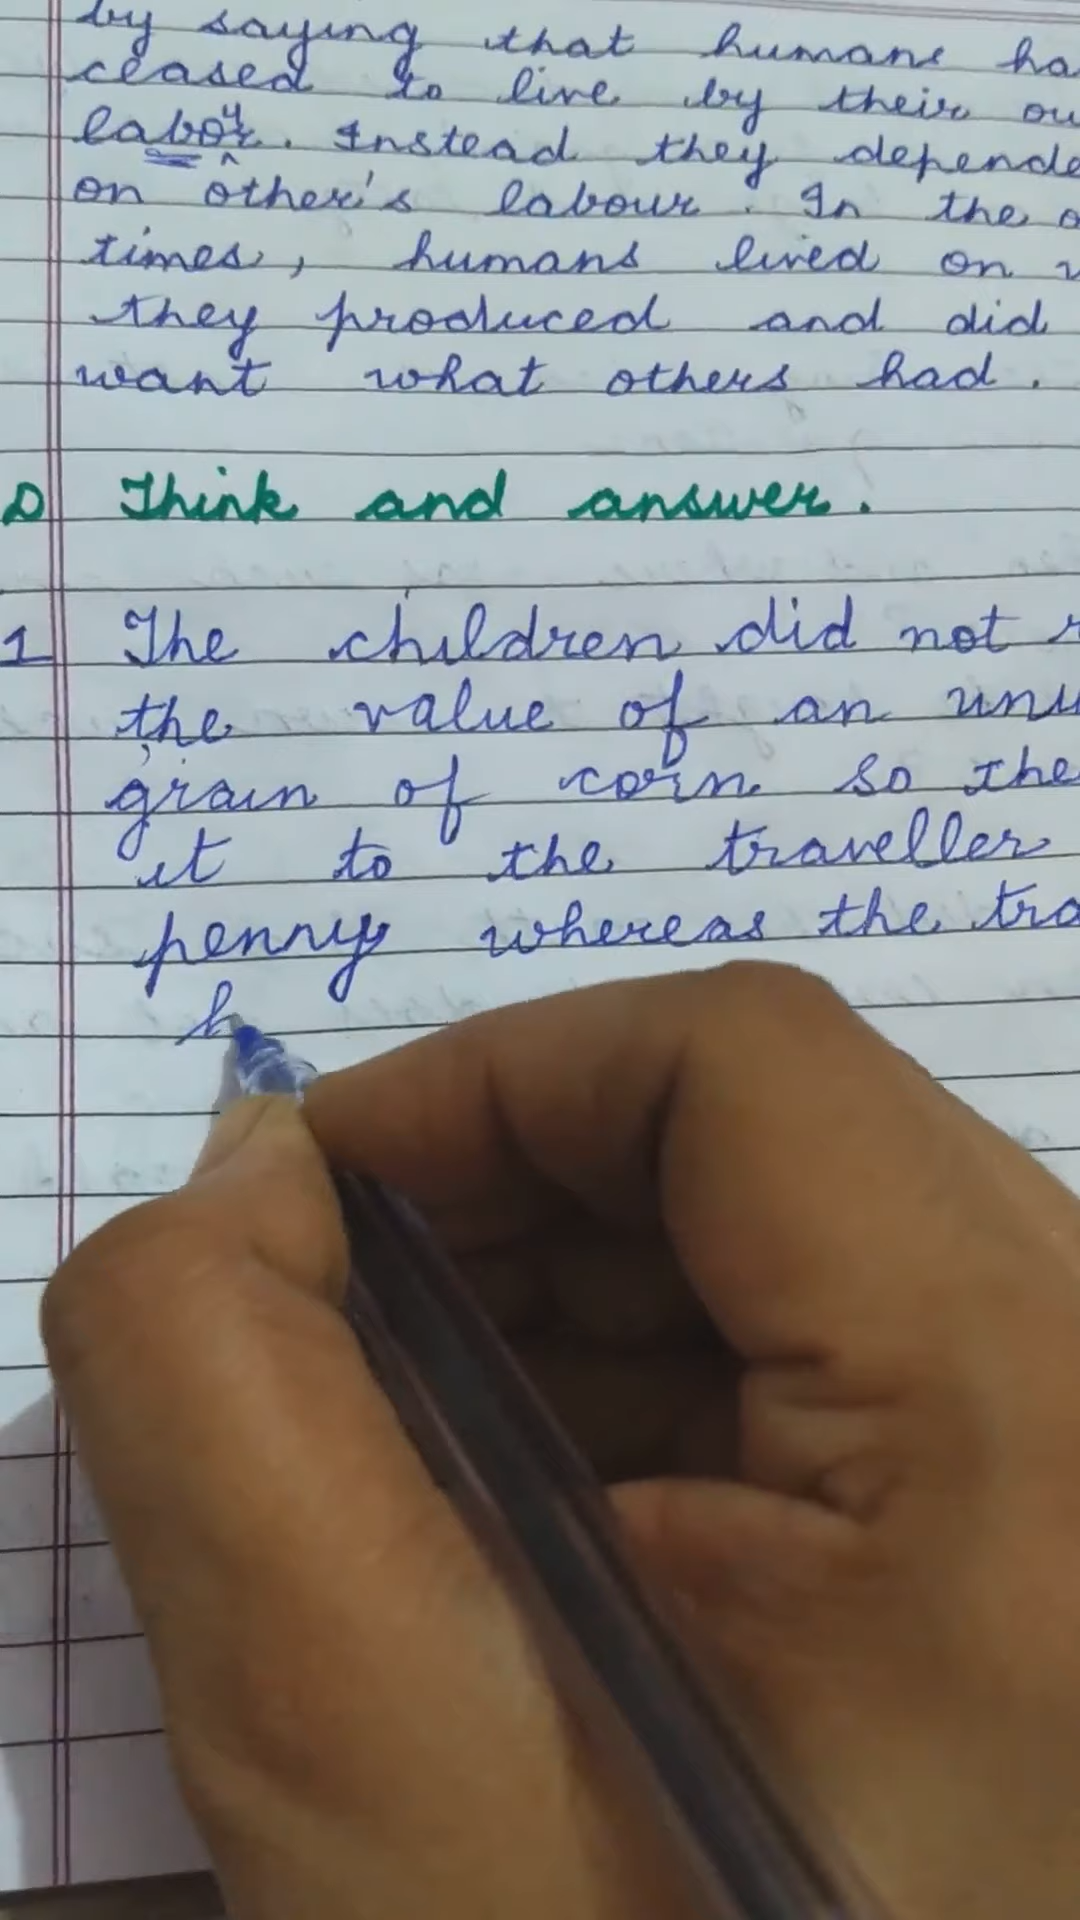 by saying that humans ha
ceased to live by their ou
labour. Instead they depende
on other's labour. In the o
times, humans lived on
they produced and did
want what others had.
D Think and answer.
1 The children did not
the value of an unu
grain of corn so the
it to the traveller
penny whereas the tra
h